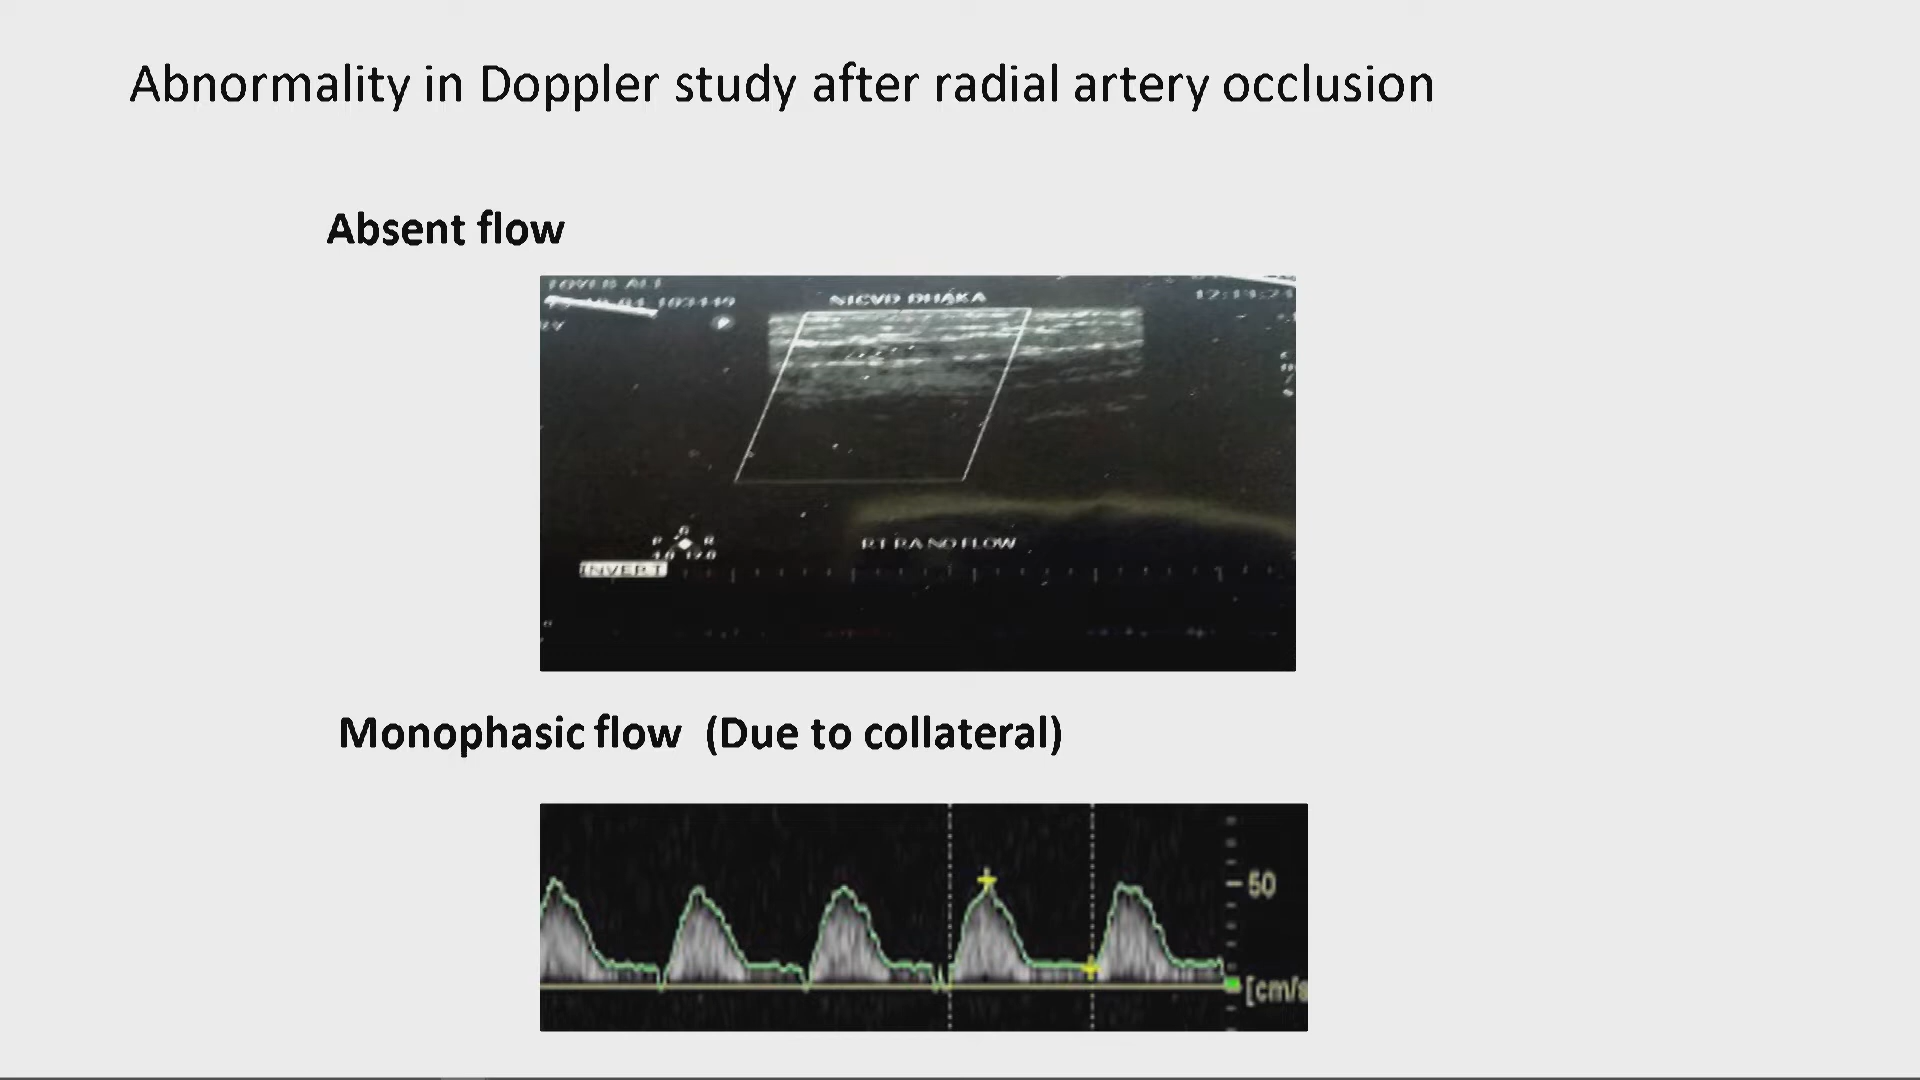 Abnormality in Doppler study after radial artery occlusion
Absent flow
NICVD DHAKA
RT RA NO FLOW
INVERT
Monophasic flow (Due to collateral)
50
[cm/s